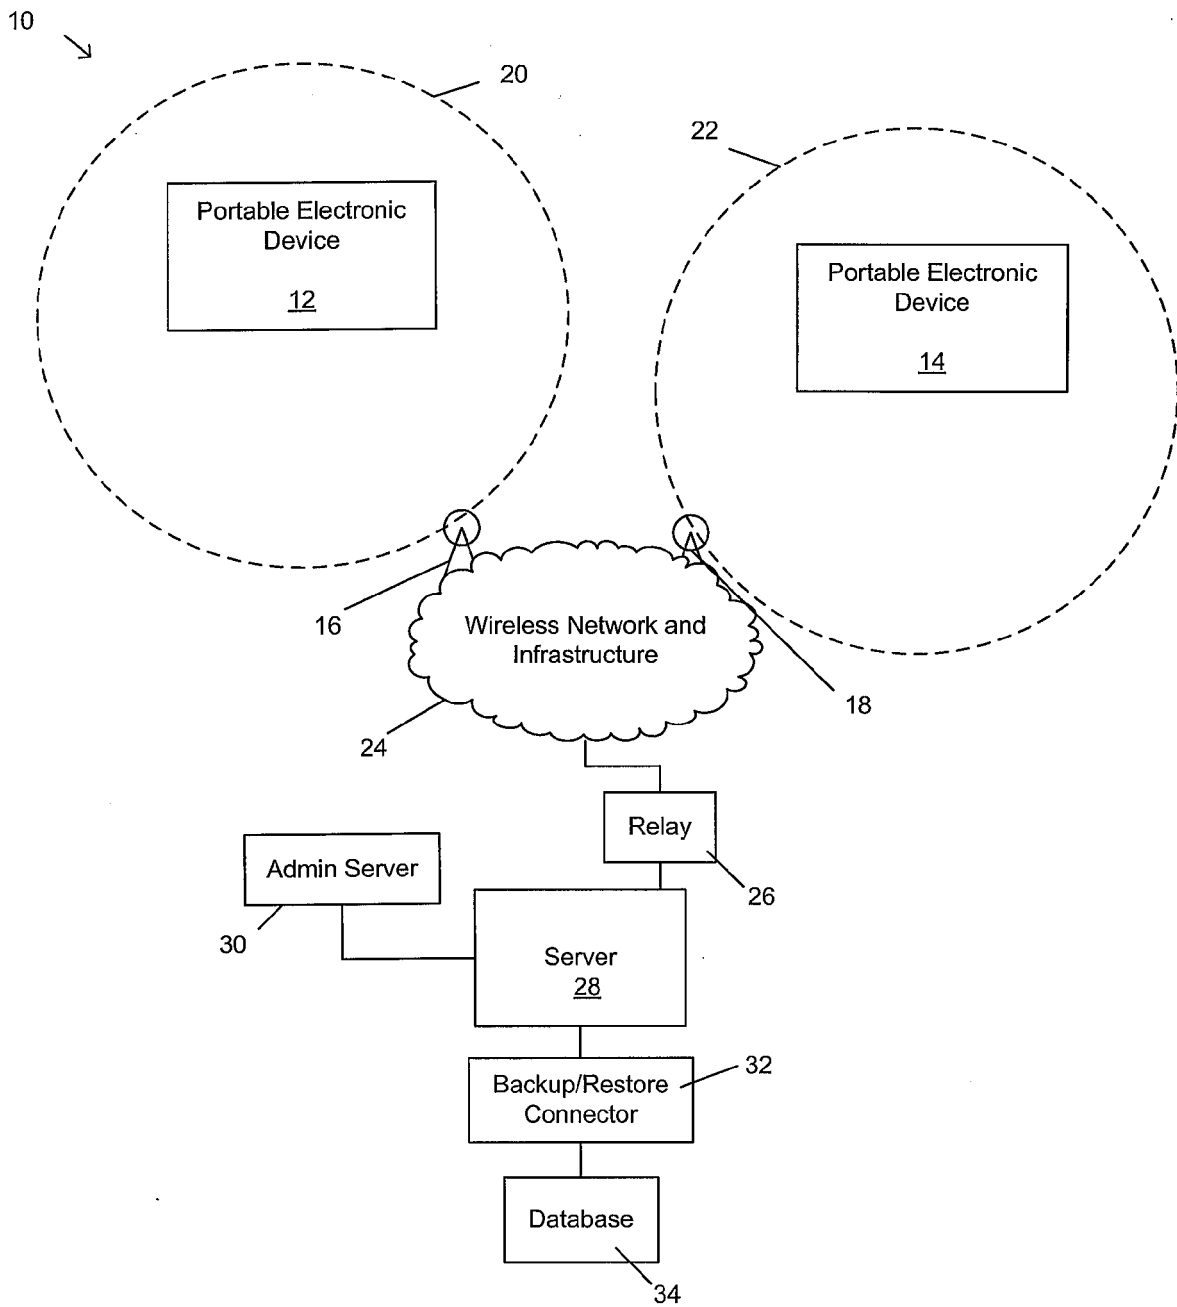 10
20
22
Portable Electronic
Device
12
Portable Electronic
Device
14
16
Wireless Network and
Infrastructure
18
24
Relay
26
Admin Server
30
Server
28
32
Backup/Restore
Connector
Database
34